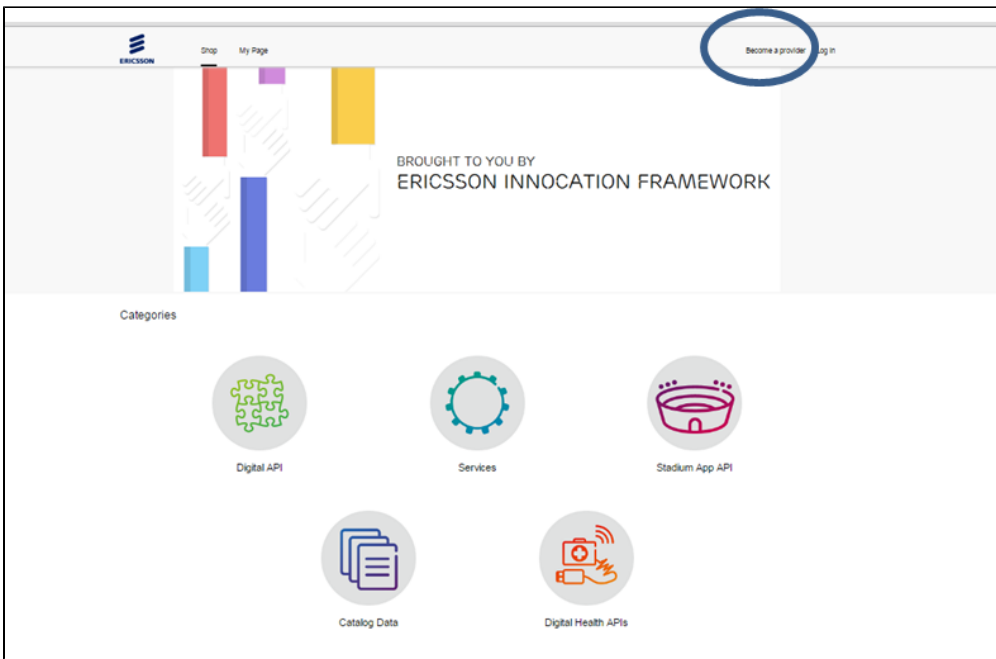 ERICSSON
Shop My Page Become a provider Log in
BROUGHT TO YOU BY
ERICSSON INNOCATION FRAMEWORK
Categories
Digital API Services Stadium App API
Catalog Data Digital Health APIs